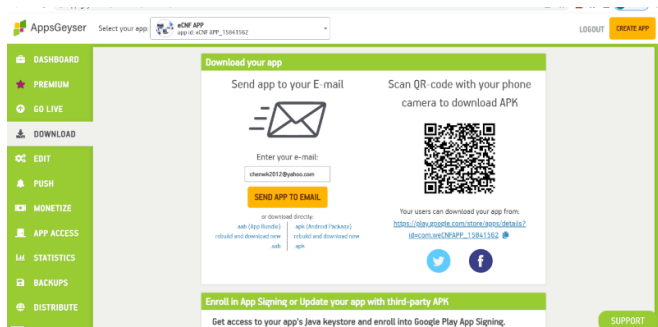 AppsGeyser
Select your app:
eCNF APP
app id: eCNF APP_15841562
LOGOUT
CREATE APP
DASHBOARD
PREMIUM
GO LIVE
DOWNLOAD
EDIT
PUSH
MONETIZE
APP ACCESS
STATISTICS
BACKUPS
DISTRIBUTE
Download your app
Send app to your E-mail
Enter your e-mail:
chenwis2012@yahoo.com
SEND APP TO EMAIL
or download directly:
aab (App Bundle)
rebuild and download new
aab
apk (Android Package)
rebuild and download new
apk
Scan QR-code with your phone
camera to download APK
Your users can download your app from:
https://play.google.com/store/apps/details?
id=com.weCNFAPP_15841562
Enroll in App Signing or Update your app with third-party APK
Get access to your app's Java keystore and enroll into Google Play App Signing.
SUPPORT